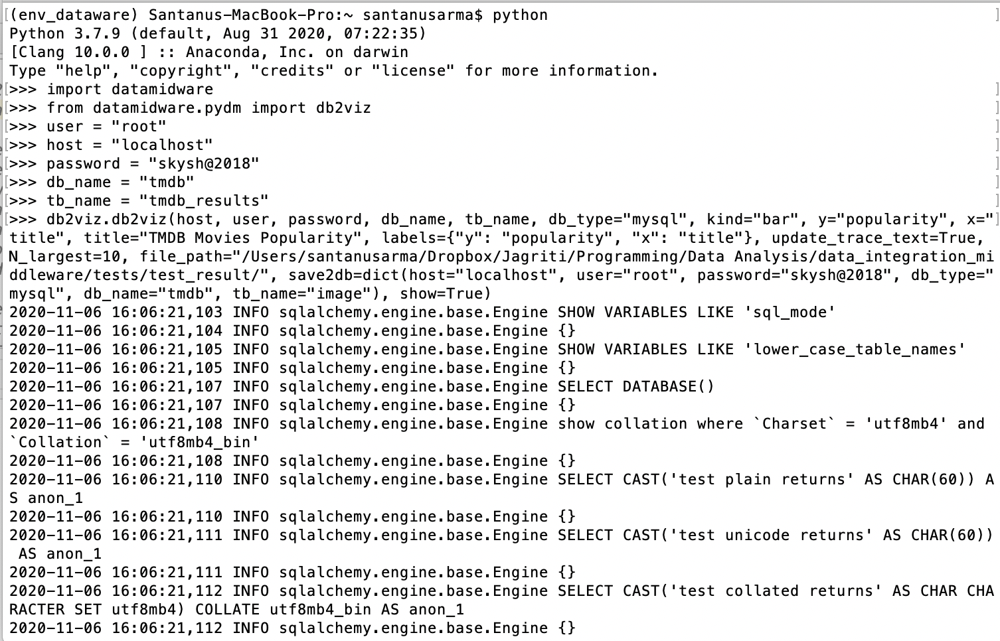 (env_dataware) Santanus-MacBook-Pro:~ santanusarma$ python
Python 3.7.9 (default, Aug 31 2020, 07:22:35)
[Clang 10.0.0 ] :: Anaconda, Inc. on darwin
Type "help", "copyright", "credits" or "license" for more information.
>>> import datamidware
>>> from datamidware.pydm import db2viz
>>> user = "root"
>>> host = "localhost"
>>> password = "skysh@2018"
>>> db_name = "tmdb"
>>> tb_name = "tmdb_results"
>>> db2viz.db2viz(host, user, password, db_name, tb_name, db_type="mysql", kind="bar", y="popularity", x="
title", title="TMDB Movies Popularity", labels={"y": "popularity", "x": "title"}, update_trace_text=True,
N_largest=10, file_path="/Users/santanusarma/Dropbox/Jagriti/Programming/Data Analysis/data_integration_mi
ddleware/tests/test_result/", save2db=dict(host="localhost", user="root", password="skysh@2018", db_type="
mysql", db_name="tmdb", tb_name="image"), show=True)
2020-11-06 16:06:21,103 INFO sqlalchemy.engine.base.Engine SHOW VARIABLES LIKE 'sql_mode'
2020-11-06 16:06:21,104 INFO sqlalchemy.engine.base.Engine {}
2020-11-06 16:06:21,105 INFO sqlalchemy.engine.base.Engine SHOW VARIABLES LIKE 'lower_case_table_names'
2020-11-06 16:06:21,105 INFO sqlalchemy.engine.base.Engine {}
2020-11-06 16:06:21,107 INFO sqlalchemy.engine.base.Engine SELECT DATABASE()
2020-11-06 16:06:21,107 INFO sqlalchemy.engine.base.Engine {}
2020-11-06 16:06:21,108 INFO sqlalchemy.engine.base.Engine show collation where `Charset` = 'utf8mb4' and
`Collation` = 'utf8mb4_bin'
2020-11-06 16:06:21,108 INFO sqlalchemy.engine.base.Engine {}
2020-11-06 16:06:21,110 INFO sqlalchemy.engine.base.Engine SELECT CAST('test plain returns' AS CHAR(60)) A
S anon_1
2020-11-06 16:06:21,110 INFO sqlalchemy.engine.base.Engine {}
2020-11-06 16:06:21,111 INFO sqlalchemy.engine.base.Engine SELECT CAST('test unicode returns' AS CHAR(60))
 AS anon_1
2020-11-06 16:06:21,111 INFO sqlalchemy.engine.base.Engine {}
2020-11-06 16:06:21,112 INFO sqlalchemy.engine.base.Engine SELECT CAST('test collated returns' AS CHAR CHA
RACTER SET utf8mb4) COLLATE utf8mb4_bin AS anon_1
2020-11-06 16:06:21,112 INFO sqlalchemy.engine.base.Engine {}